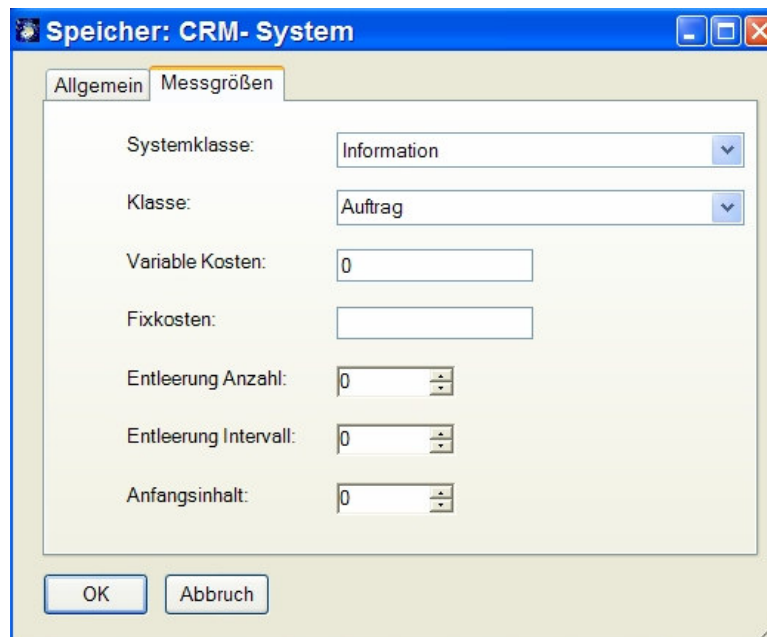 Speicher: CRM- System
Allgemein Messgrößen
Systemklasse: Information
Klasse: Auftrag
Variable Kosten: 0
Fixkosten:
Entleerung Anzahl: 0
Entleerung Intervall: 0
Anfangsinhalt: 0
OK Abbruch